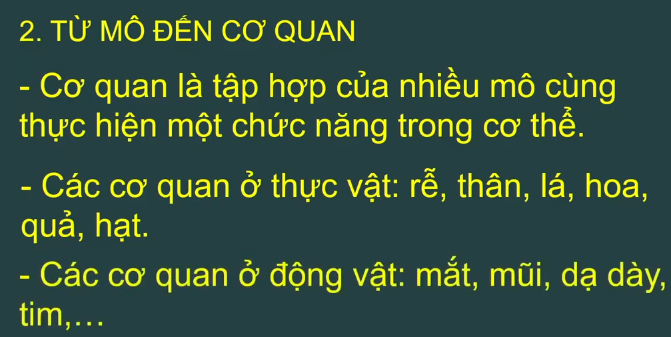 2. TỪ MÔ ĐẾN CƠ QUAN
- Cơ quan là tập hợp của nhiều mô cùng
thực hiện một chức năng trong cơ thể.
- Các cơ quan ở thực vật: rễ, thân, lá, hoa,
quả, hạt.
- Các cơ quan ở động vật: mắt, mũi, dạ dày,
tim,...